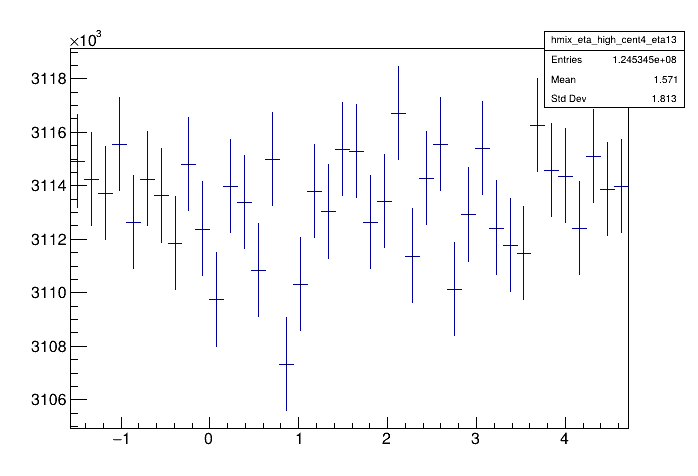 ×10³
hmix_eta_high_cent4_eta13
Entries 1.245345e+08
Mean 1.571
Std Dev 1.813
3118
3116
3114
3112
3110
3108
3106
−1 0 1 2 3 4